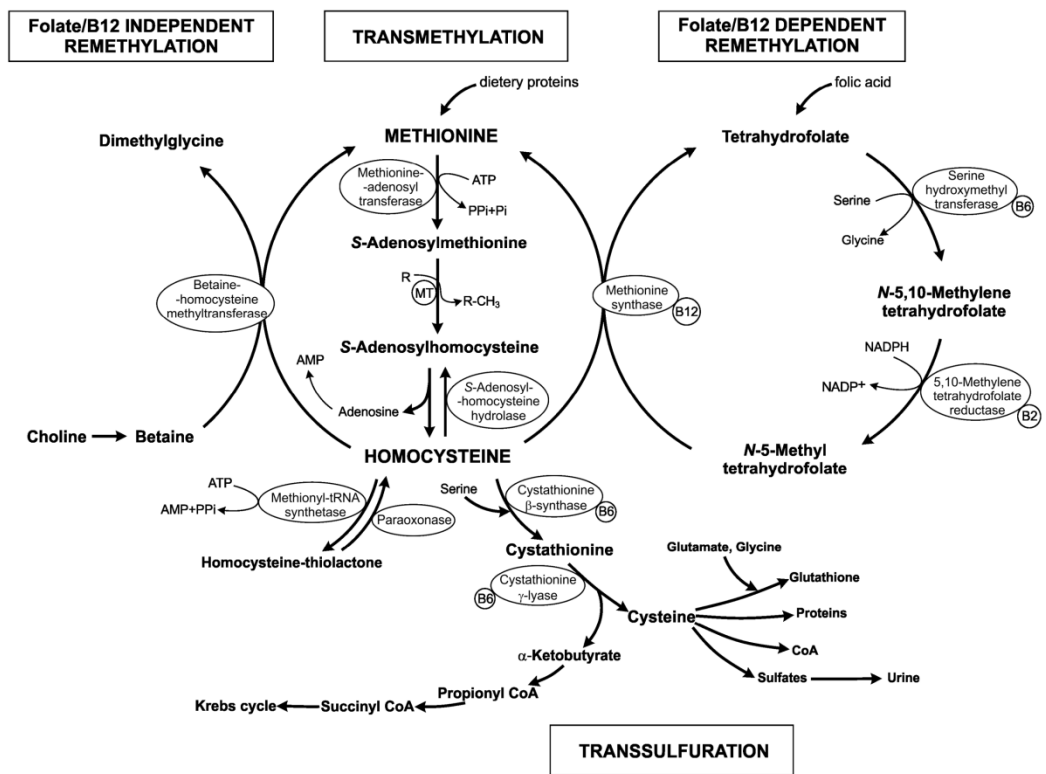 Folate/B12 INDEPENDENT
REMETHYLATION
TRANSMETHYLATION
Folate/B12 DEPENDENT
REMETHYLATION
dietery proteins
folic acid
Dimethylglycine
METHIONINE
Tetrahydrofolate
Methionine-
-adenosyl
transferase
ATP
PPi+Pi
Serine
Glycine
Serine
hydroxymethyl
transferase
B6
S-Adenosylmethionine
R
MT
R-CH₃
Betaine-
-homocysteine
methyltransferase
Methionine
synthase
B12
N-5,10-Methylene
tetrahydrofolate
S-Adenosylhomocysteine
AMP
Adenosine
S-Adenosyl-
-homocysteine
hydrolase
NADPH
NADP⁺
5,10-Methylene
tetrahydrofolate
reductase
B2
Choline
Betaine
HOMOCYSTEINE
N-5-Methyl
tetrahydrofolate
ATP
AMP+PPi
Methionyl-tRNA
synthetase
Paraoxonase
Serine
Cystathionine
β-synthase
B6
Homocysteine-thiolactone
Cystathionine
Glutamate, Glycine
B6
Cystathionine
γ-lyase
Glutathione
Cysteine
Proteins
CoA
α-Ketobutyrate
Sulfates
Urine
Propionyl CoA
Krebs cycle
Succinyl CoA
TRANSSULFURATION